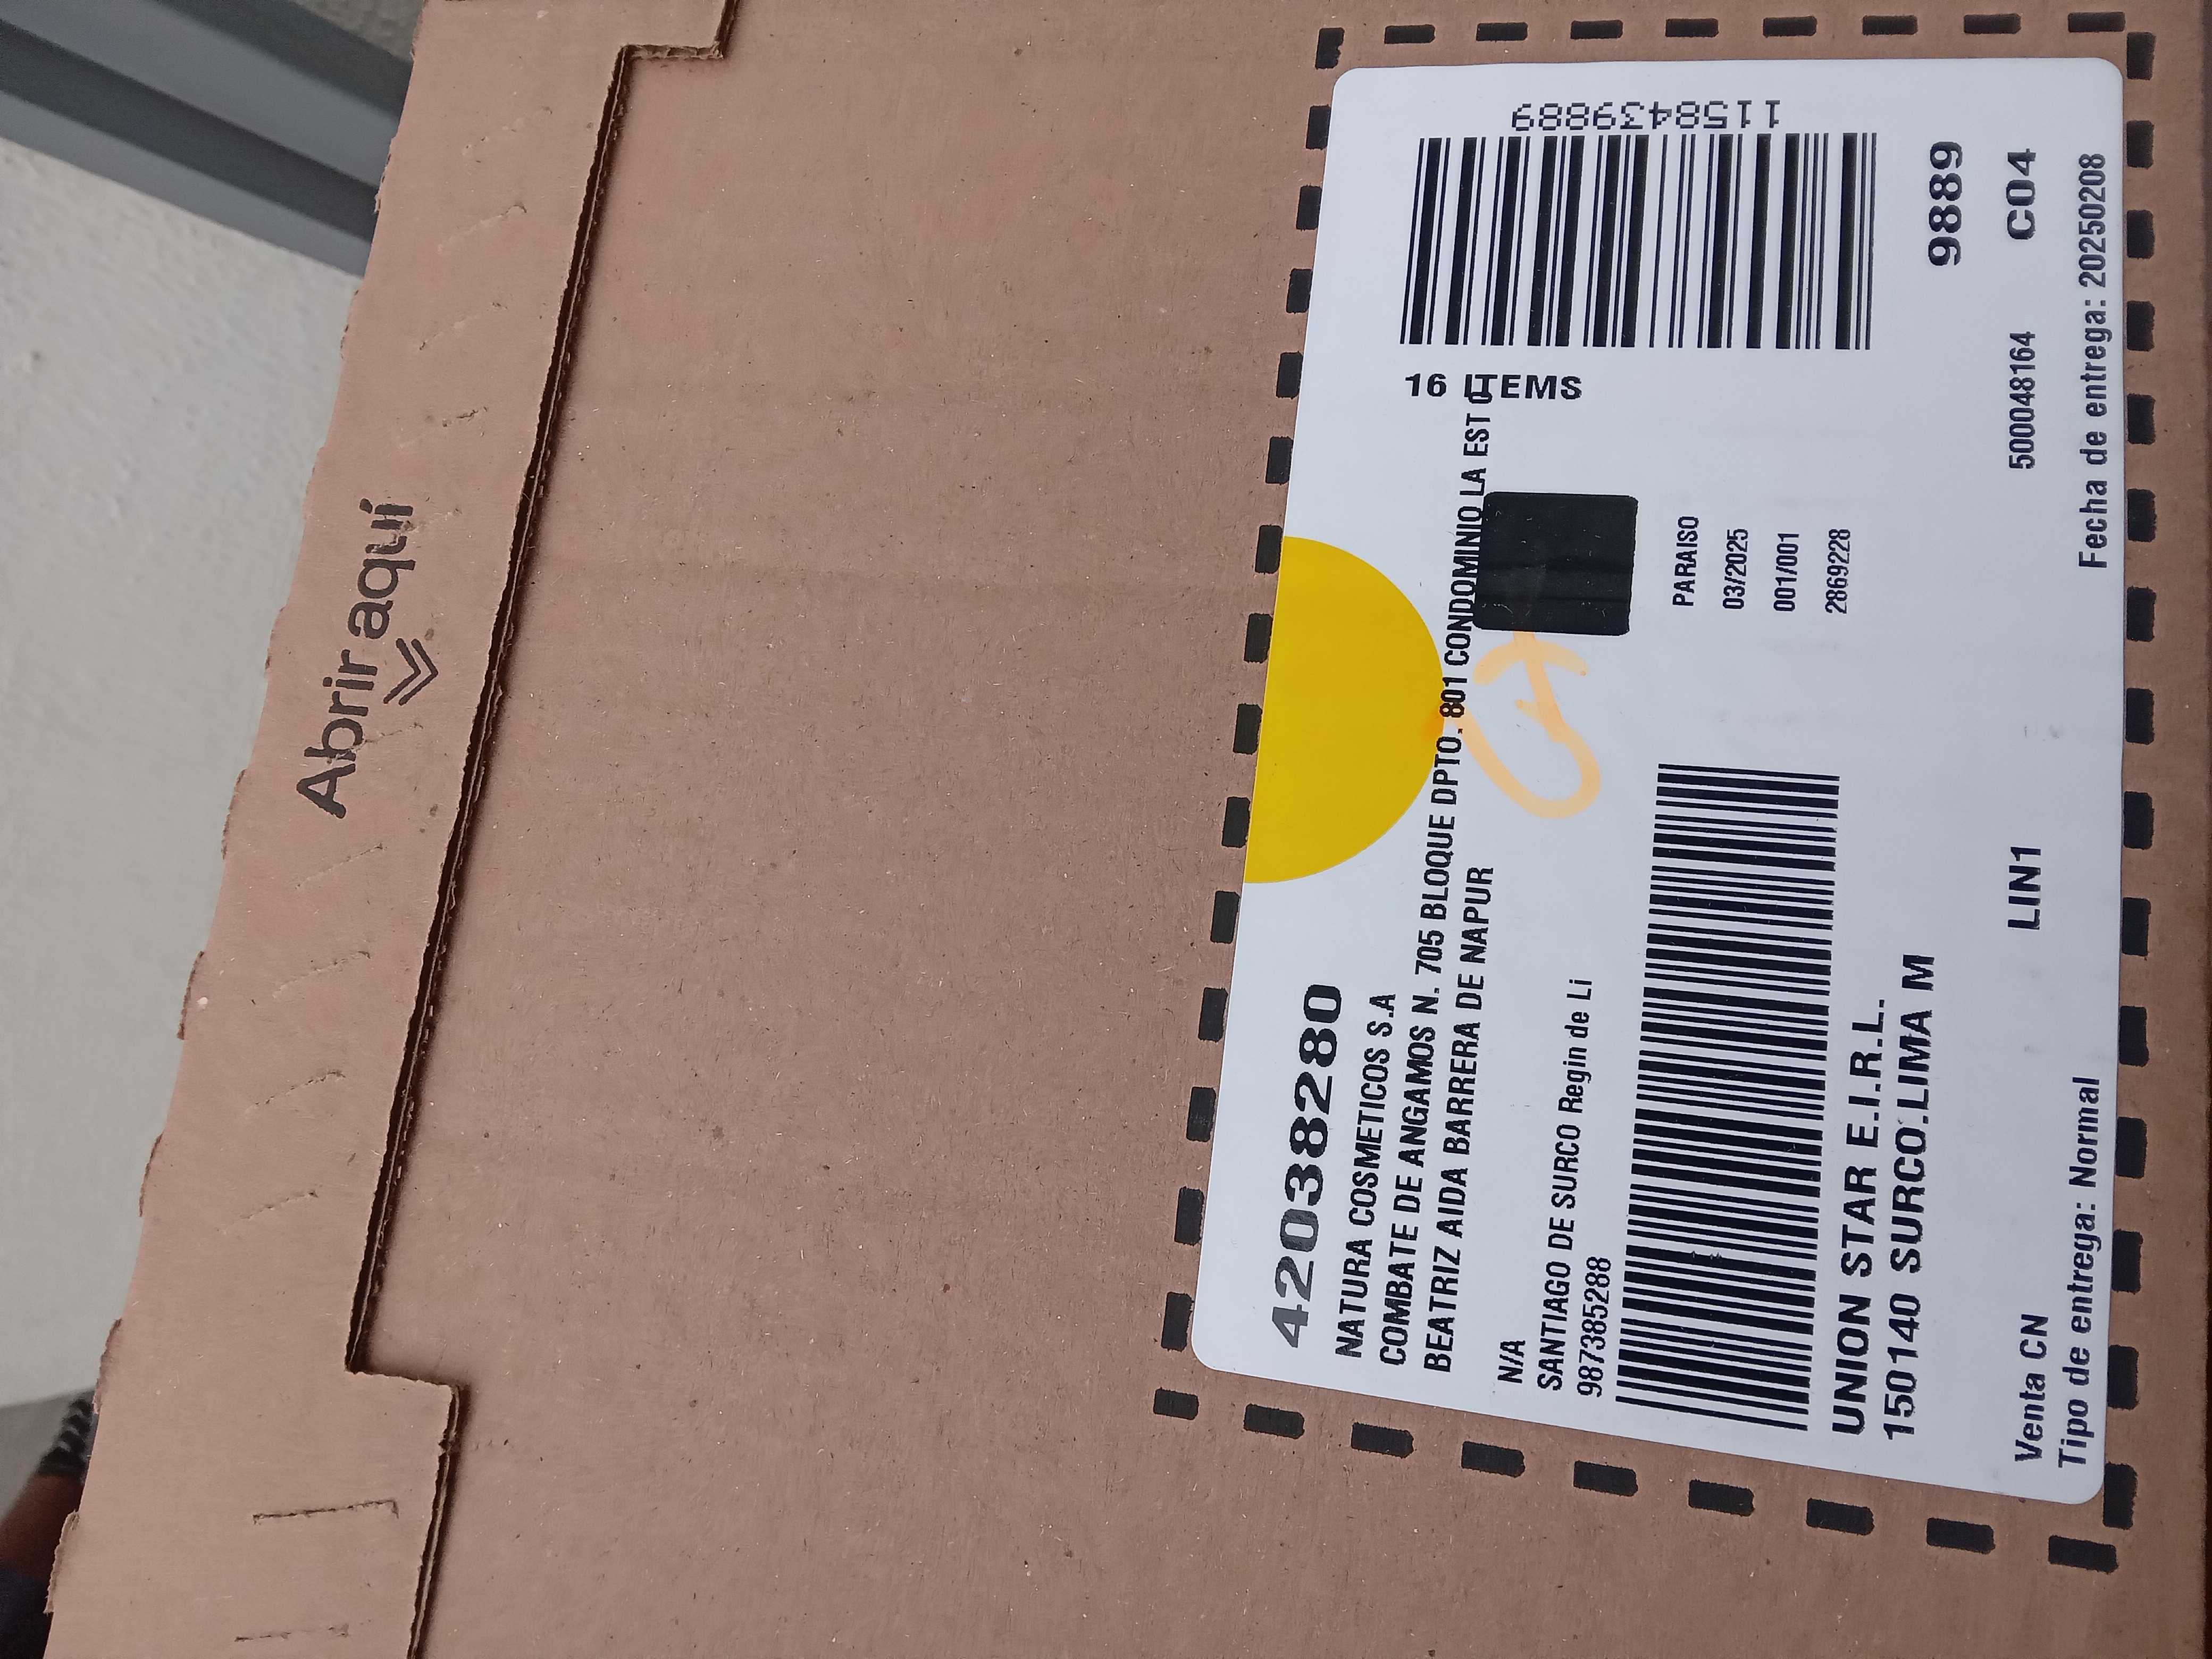 Abrir aquí
42038280
NATURA COSMETICOS S.A
COMBATE DE ANGAMOS N. 705 BLOQUE DPTO. 801 CONDOMINIO LA EST
BEATRIZ AIDA BARRERA DE NAPUR
N/A
SANTIAGO DE SURCO Regin de Li
987385288
UNION STAR E.I.R.L.
150140 SURCO.LIMA M
Venta CN
LIN1
500048164
C04
Tipo de entrega: Normal
Fecha de entrega: 20250208
16 ITEMS
PARAISO
03/2025
001/001
2869228
1158439889
9889